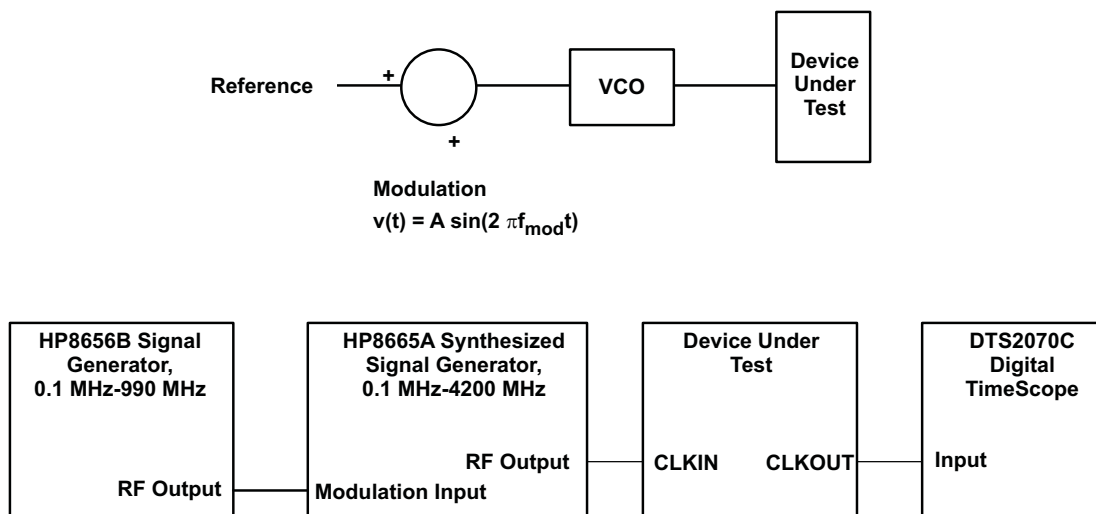 Reference
+
+
VCO
Device
Under
Test
Modulation
v(t) = A sin(2 πf_mod t)
HP8656B Signal
Generator,
0.1 MHz-990 MHz
RF Output
HP8665A Synthesized
Signal Generator,
0.1 MHz-4200 MHz
RF Output
Modulation Input
Device Under
Test
CLKIN
CLKOUT
DTS2070C
Digital
TimeScope
Input